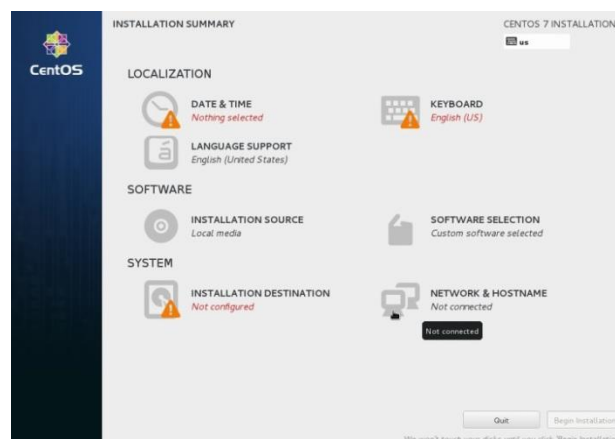 INSTALLATION SUMMARY
CENTOS 7 INSTALLATION
us
CentOS
LOCALIZATION
DATE & TIME
Nothing selected
KEYBOARD
English (US)
LANGUAGE SUPPORT
English (United States)
SOFTWARE
INSTALLATION SOURCE
Local media
SOFTWARE SELECTION
Custom software selected
SYSTEM
INSTALLATION DESTINATION
Not configured
NETWORK & HOSTNAME
Not connected
Not connected
Quit
Begin Installation